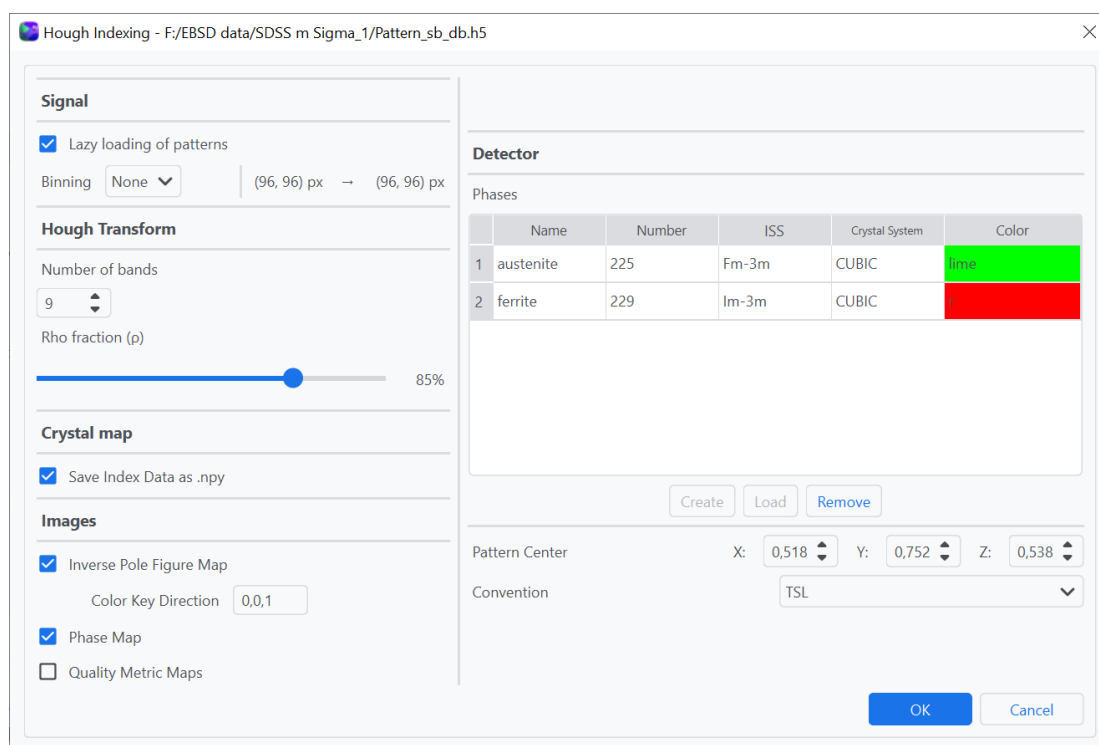 Hough Indexing - F:/EBSD data/SDSS m Sigma_1/Pattern_sb_db.h5
Signal
Lazy loading of patterns
Binning None (96, 96) px → (96, 96) px
Hough Transform
Number of bands
9
Rho fraction (ρ)
85%
Crystal map
Save Index Data as .npy
Images
Inverse Pole Figure Map
Color Key Direction 0,0,1
Phase Map
Quality Metric Maps
Detector
Phases
Name Number ISS Crystal System Color
1 austenite 225 Fm-3m CUBIC lime
2 ferrite 229 Im-3m CUBIC
Create Load Remove
Pattern Center X: 0,518 Y: 0,752 Z: 0,538
Convention TSL
OK Cancel